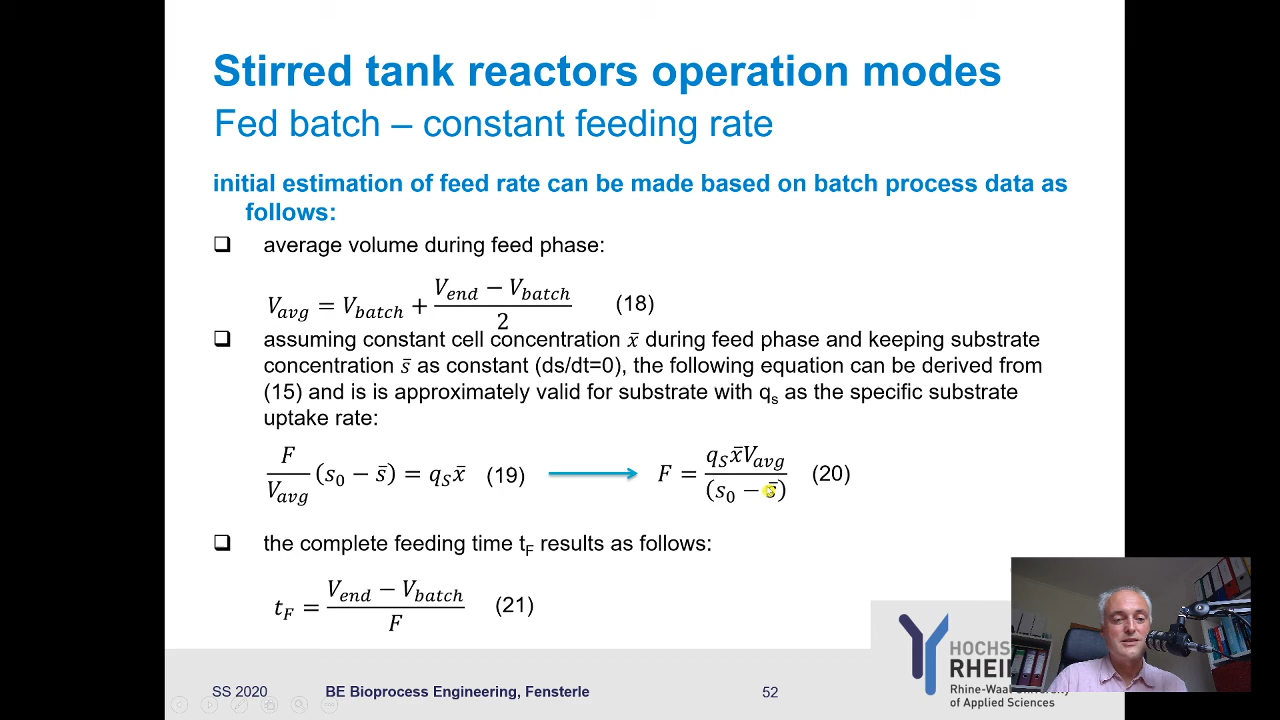 Stirred tank reactors operation modes
Fed batch – constant feeding rate
initial estimation of feed rate can be made based on batch process data as
follows:
❑ average volume during feed phase:
V_avg = V_batch + (V_end − V_batch) / 2 (18)
❑ assuming constant cell concentration x̄ during feed phase and keeping substrate
concentration s̄ as constant (ds/dt=0), the following equation can be derived from
(15) and is is approximately valid for substrate with q_s as the specific substrate
uptake rate:
F / V_avg (s_0 − s̄) = q_S x̄ (19) → F = q_S x̄ V_avg / (s_0 − s̄) (20)
❑ the complete feeding time t_F results as follows:
t_F = (V_end − V_batch) / F (21)
HOCHS
RHEIN
Rhine-Waal University
of Applied Sciences
SS 2020 BE Bioprocess Engineering, Fensterle 52